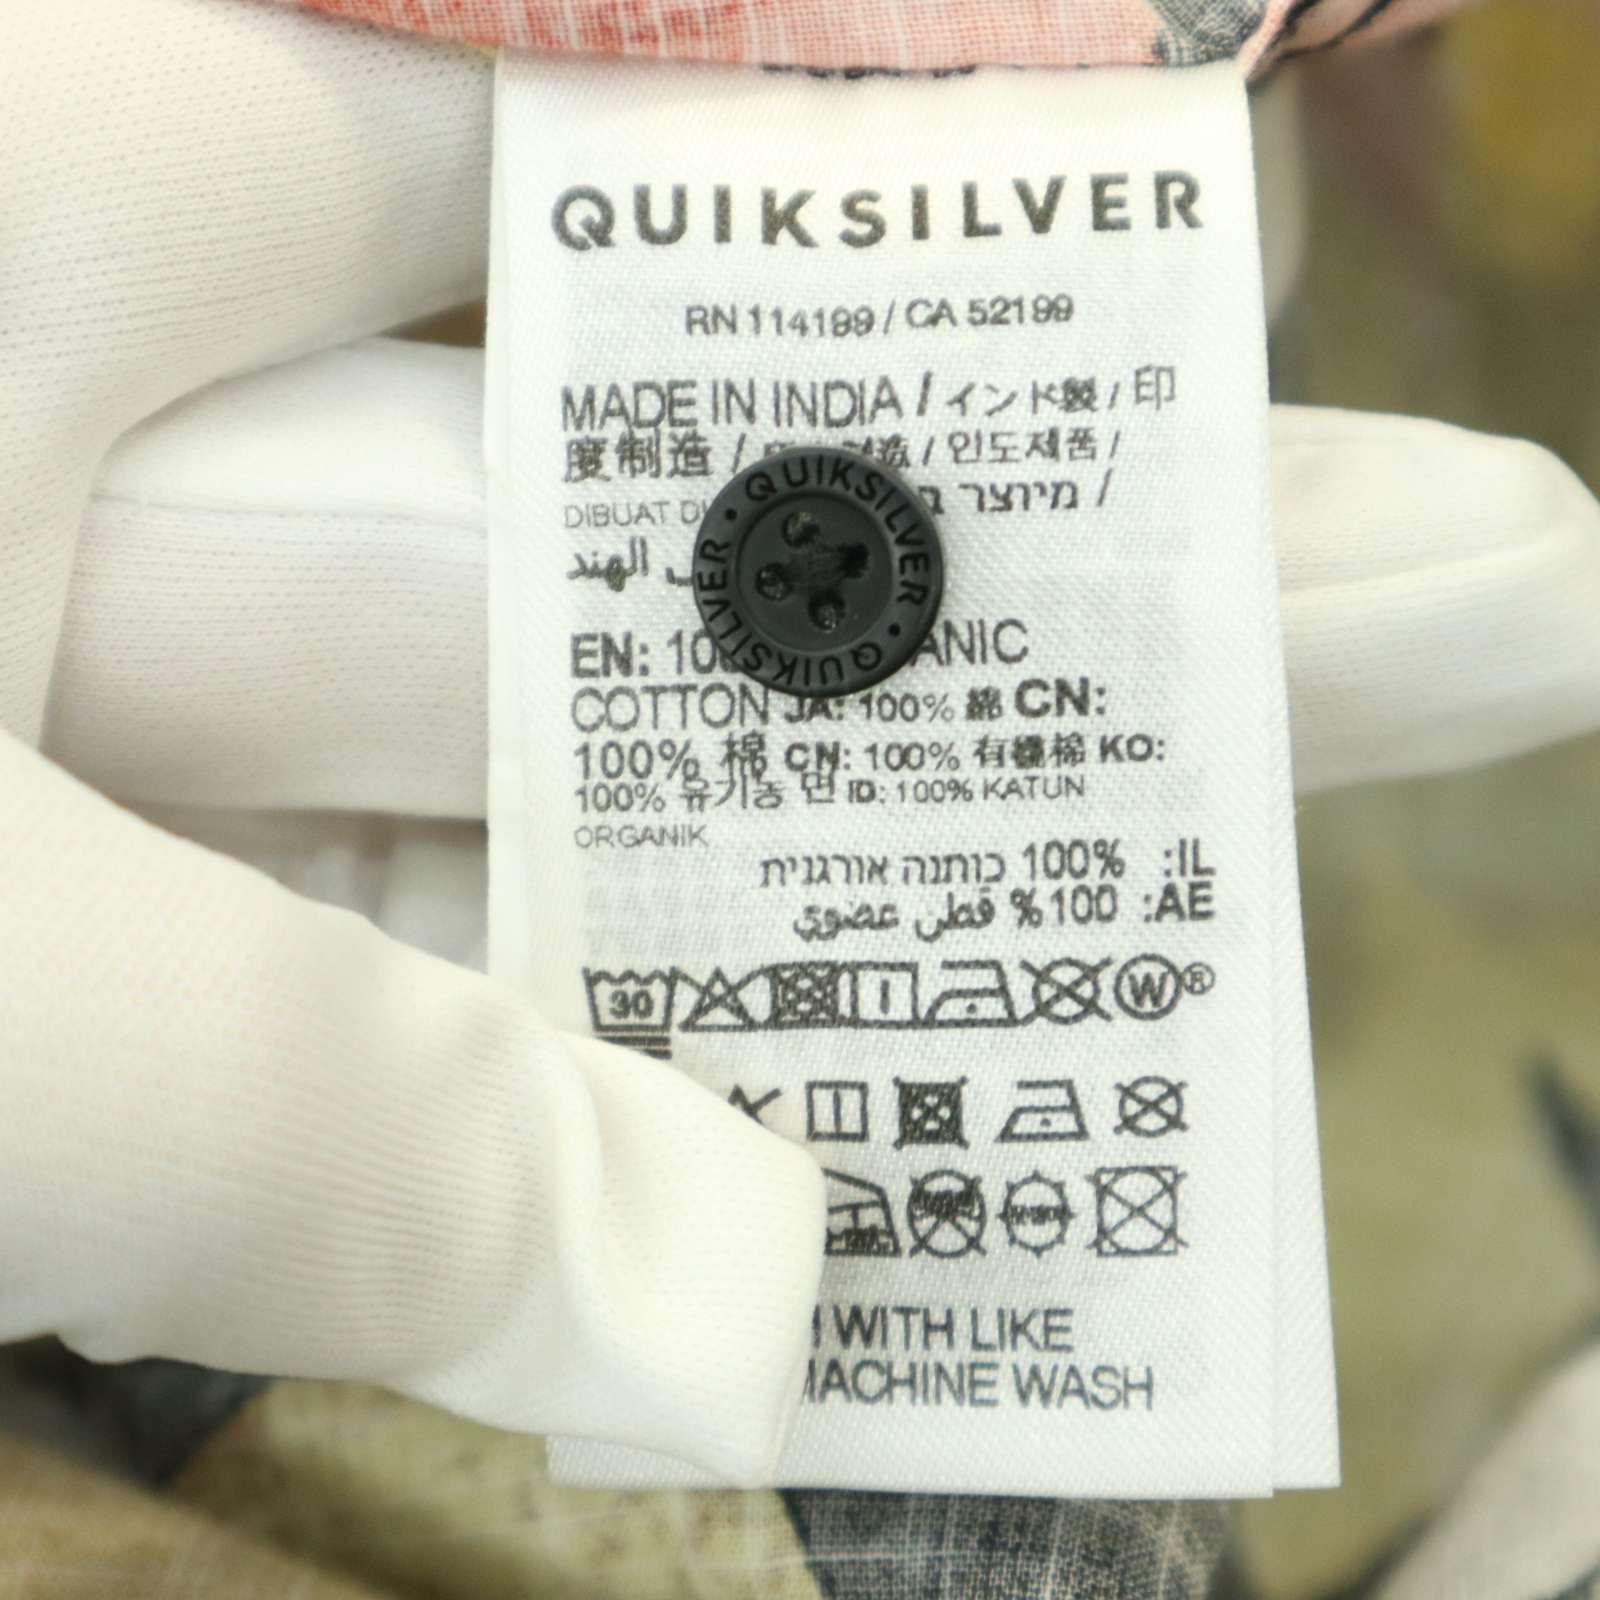 QUIKSILVER
RN 114199 / CA 52199
MADE IN INDIA / インド製 / 印
度制造 / 造 / 인도제품 /
DIBUAT DI מיוצר /
الهند
QUIKSILVER • QUIKSILVER •
EN: COTTON JA: 100% 綿 CN:
100% 棉 CN: 100% 有機棉 KO:
100% 유기농 면 ID: 100% KATUN
ORGANIK
IL: 100% כותנה אורגנית
AE: 100% قطن عضوي
30 W®
WITH LIKE
MACHINE WASH